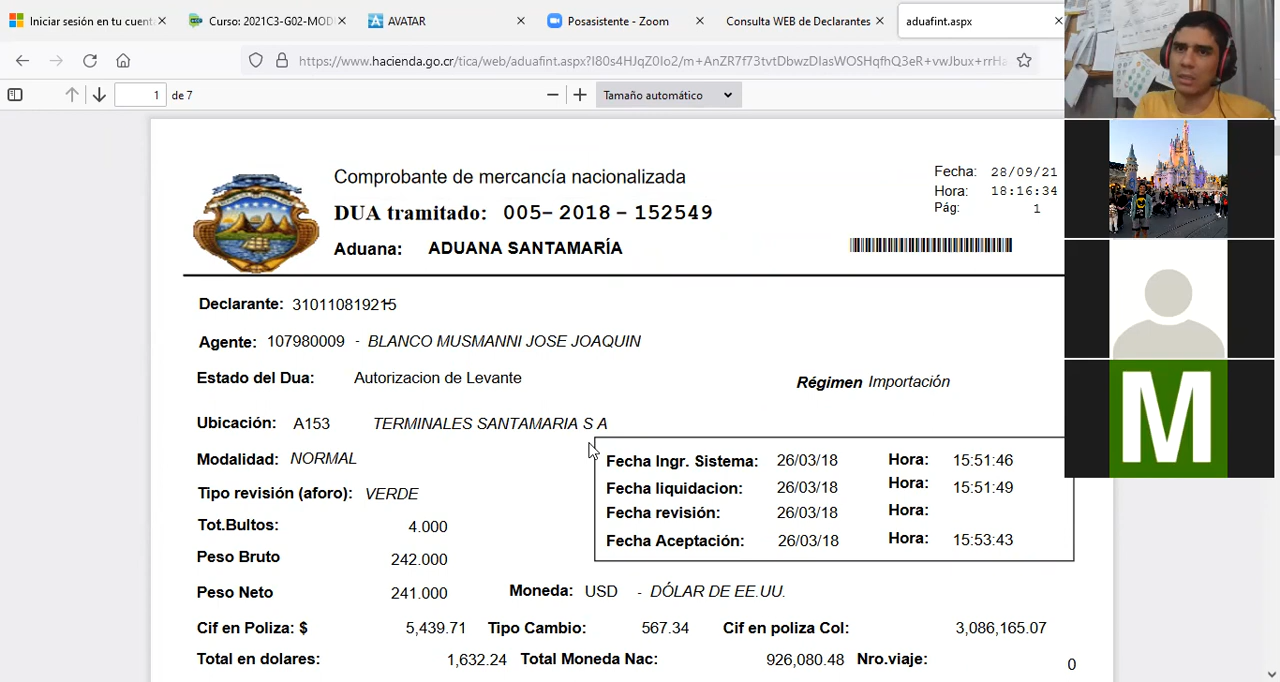 Iniciar sesión en tu cuent
Curso: 2021C3-G02-MOD
AVATAR
Posasistente - Zoom
Consulta WEB de Declarantes
aduafint.aspx
https://www.hacienda.go.cr/tica/web/aduafint.aspx?
1 de 7
Tamaño automático
Comprobante de mercancía nacionalizada
Fecha: 28/09/21
Hora: 18:16:34
Pág: 1
DUA tramitado: 005- 2018 - 152549
Aduana: ADUANA SANTAMARÍA
Declarante: 310110819215
Agente: 107980009 - BLANCO MUSMANNI JOSE JOAQUIN
Estado del Dua: Autorizacion de Levante
Régimen Importación
Ubicación: A153 TERMINALES SANTAMARIA S A
Modalidad: NORMAL
Fecha Ingr. Sistema: 26/03/18 Hora: 15:51:46
Fecha liquidacion: 26/03/18 Hora: 15:51:49
Fecha revisión: 26/03/18 Hora:
Fecha Aceptación: 26/03/18 Hora: 15:53:43
Tipo revisión (aforo): VERDE
Tot.Bultos: 4.000
Peso Bruto 242.000
Peso Neto 241.000
Moneda: USD - DÓLAR DE EE.UU.
Cif en Poliza: $ 5,439.71 Tipo Cambio: 567.34 Cif en poliza Col: 3,086,165.07
Total en dolares: 1,632.24 Total Moneda Nac: 926,080.48 Nro.viaje: 0
M